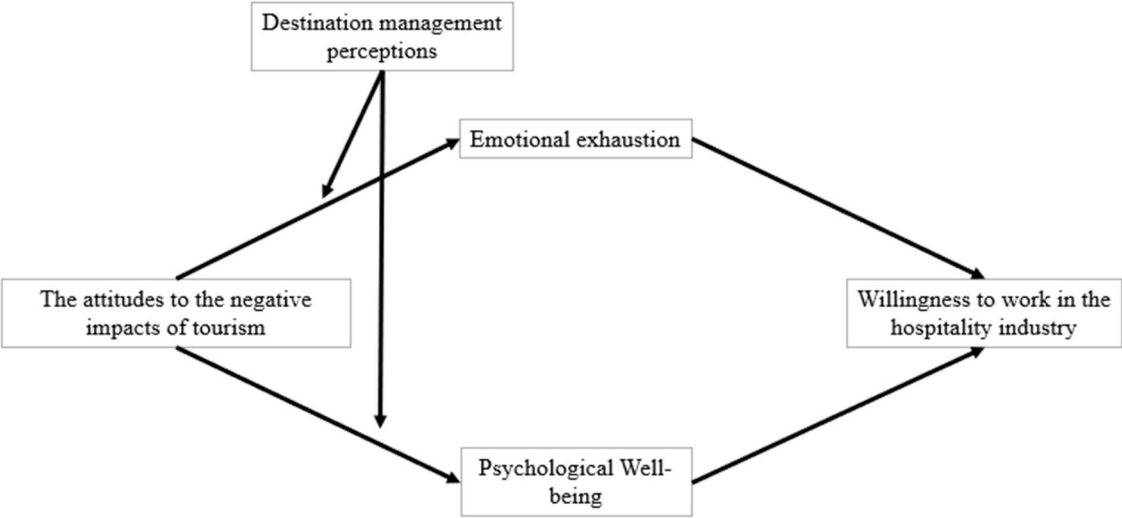 Destination management
perceptions
Emotional exhaustion
The attitudes to the negative
impacts of tourism
Willingness to work in the
hospitality industry
Psychological Well-
being